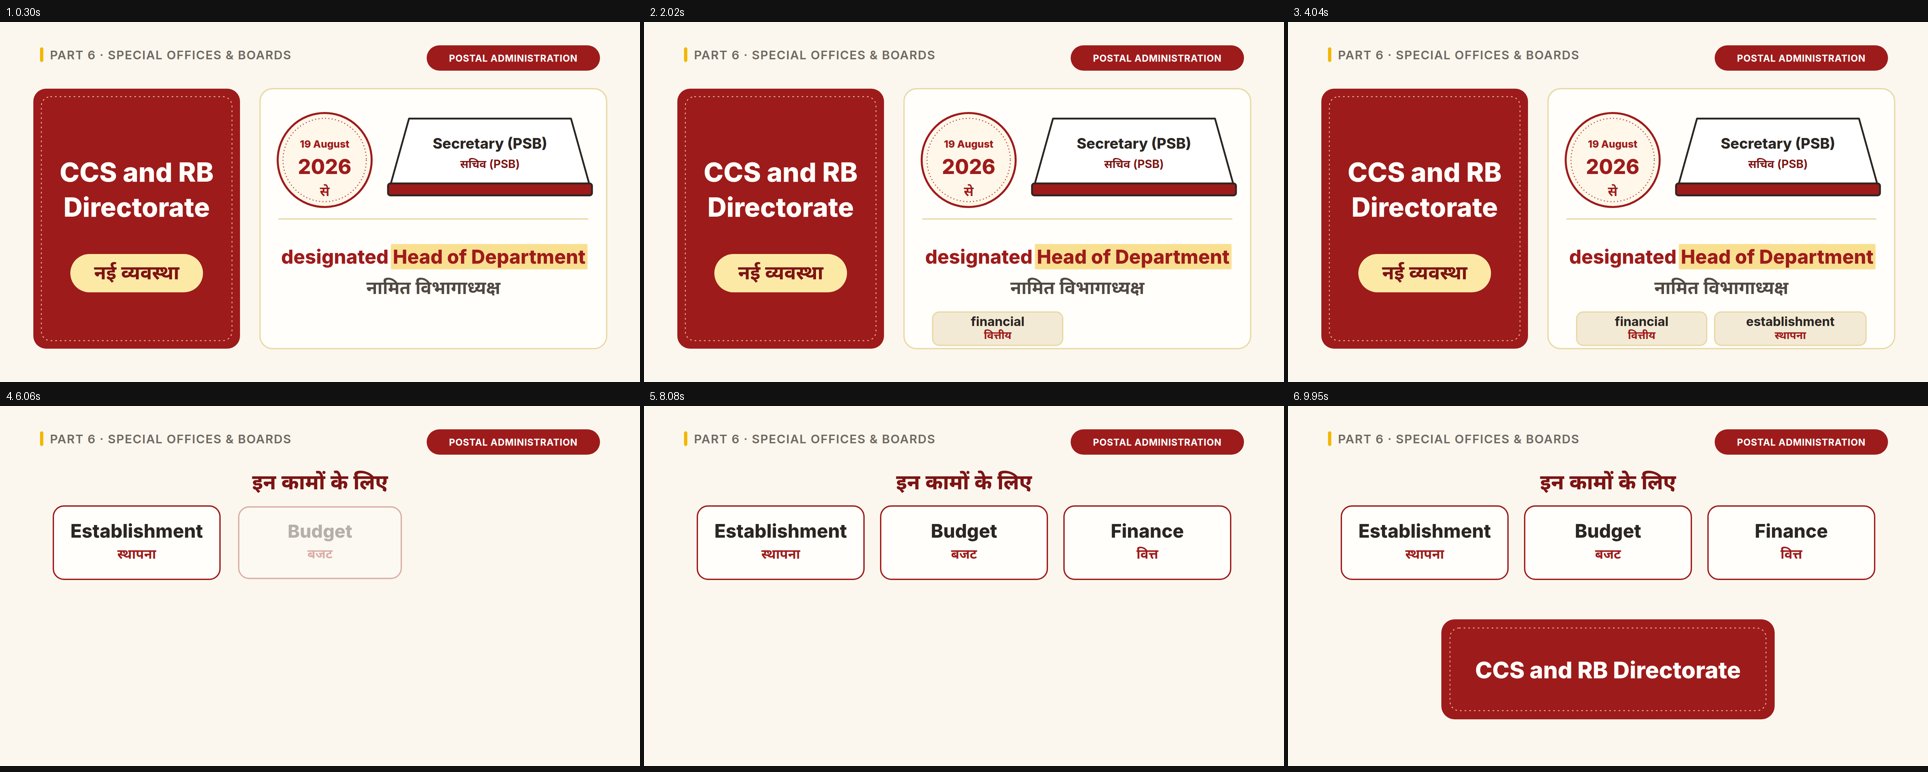 1. 0.30s
PART 6 · SPECIAL OFFICES & BOARDS
POSTAL ADMINISTRATION
CCS and RB
Directorate
नई व्यवस्था
19 August
2026
से
Secretary (PSB)
सचिव (PSB)
designated Head of Department
नामित विभागाध्यक्ष
2. 2.02s
PART 6 · SPECIAL OFFICES & BOARDS
POSTAL ADMINISTRATION
CCS and RB
Directorate
नई व्यवस्था
19 August
2026
से
Secretary (PSB)
सचिव (PSB)
designated Head of Department
नामित विभागाध्यक्ष
financial
वित्तीय
3. 4.04s
PART 6 · SPECIAL OFFICES & BOARDS
POSTAL ADMINISTRATION
CCS and RB
Directorate
नई व्यवस्था
19 August
2026
से
Secretary (PSB)
सचिव (PSB)
designated Head of Department
नामित विभागाध्यक्ष
financial
वित्तीय
establishment
स्थापना
4. 6.06s
PART 6 · SPECIAL OFFICES & BOARDS
POSTAL ADMINISTRATION
इन कामों के लिए
Establishment
स्थापना
Budget
बजट
5. 8.08s
PART 6 · SPECIAL OFFICES & BOARDS
POSTAL ADMINISTRATION
इन कामों के लिए
Establishment
स्थापना
Budget
बजट
Finance
वित्त
6. 9.95s
PART 6 · SPECIAL OFFICES & BOARDS
POSTAL ADMINISTRATION
इन कामों के लिए
Establishment
स्थापना
Budget
बजट
Finance
वित्त
CCS and RB Directorate